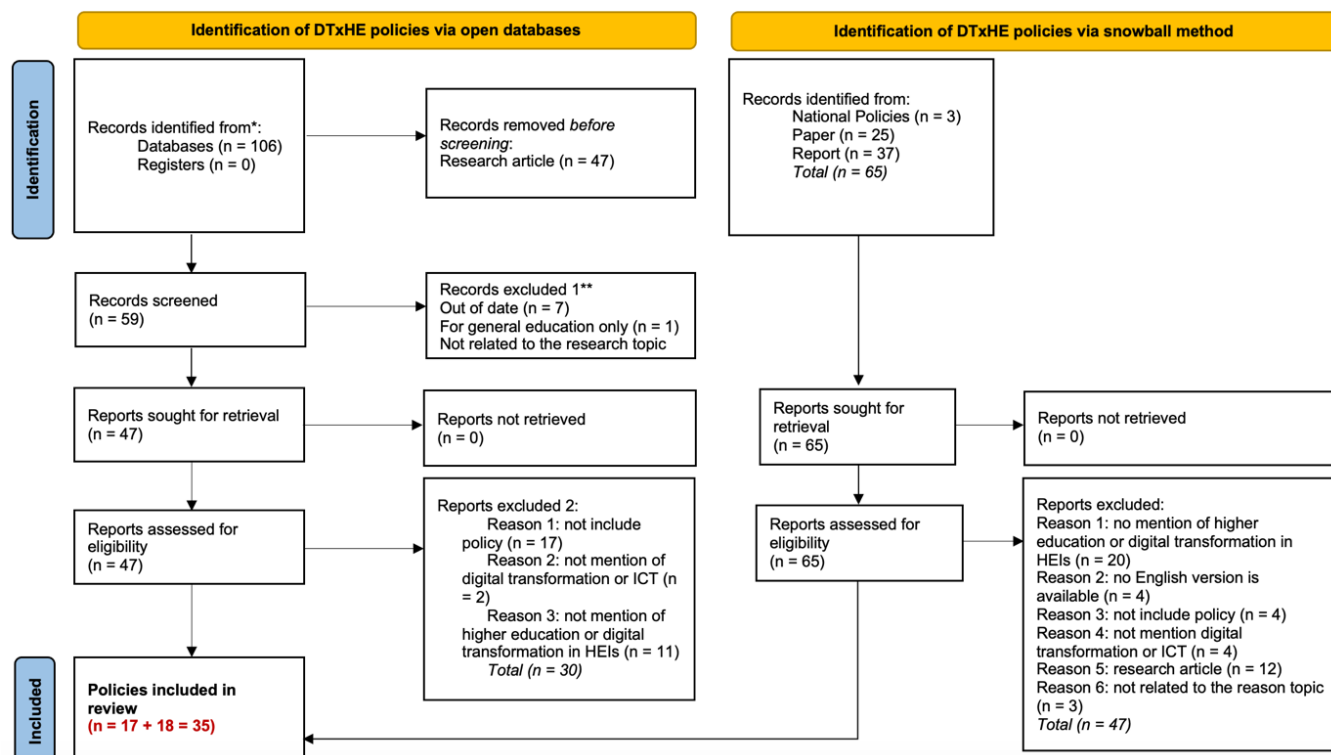 Identification of DTxHE policies via open databases
Identification of DTxHE policies via snowball method
Identification
Records identified from*:
Databases (n = 106)
Registers (n = 0)
Records removed before
screening:
Research article (n = 47)
Records identified from:
National Policies (n = 3)
Paper (n = 25)
Report (n = 37)
Total (n = 65)
Records screened
(n = 59)
Records excluded 1**
Out of date (n = 7)
For general education only (n = 1)
Not related to the research topic
Reports sought for retrieval
(n = 47)
Reports not retrieved
(n = 0)
Reports sought for
retrieval
(n = 65)
Reports not retrieved
(n = 0)
Reports assessed for
eligibility
(n = 47)
Reports excluded 2:
Reason 1: not include
policy (n = 17)
Reason 2: not mention of
digital transformation or ICT (n
= 2)
Reason 3: not mention of
higher education or digital
transformation in HEIs (n = 11)
Total (n = 30)
Reports assessed for
eligibility
(n = 65)
Reports excluded:
Reason 1: no mention of higher
education or digital transformation in
HEIs (n = 20)
Reason 2: no English version is
available (n = 4)
Reason 3: not include policy (n = 4)
Reason 4: not mention digital
transformation or ICT (n = 4)
Reason 5: research article (n = 12)
Reason 6: not related to the reason topic
(n = 3)
Total (n = 47)
Included
Policies included in
review
(n = 17 + 18 = 35)